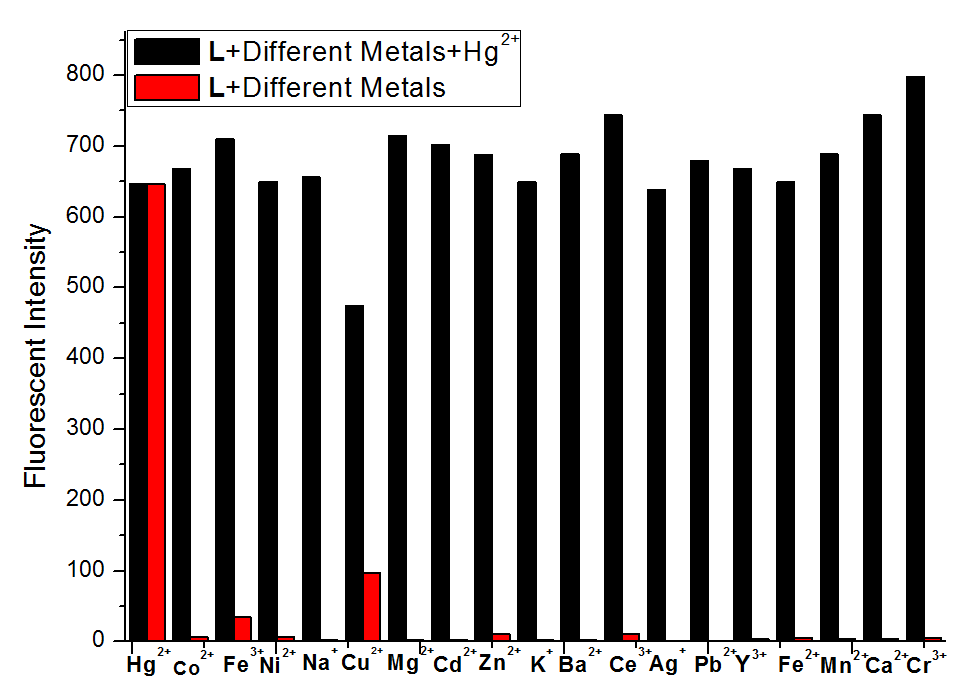 L+Different Metals+Hg2+
L+Different Metals
Fluorescent Intensity
800
700
600
500
400
300
200
100
0
Hg2+ Co2+ Fe3+ Ni2+ Na+ Cu2+ Mg2+ Cd2+ Zn2+ K+ Ba2+ Ce3+ Ag+ Pb2+ Y3+ Fe2+ Mn2+ Ca2+ Cr3+